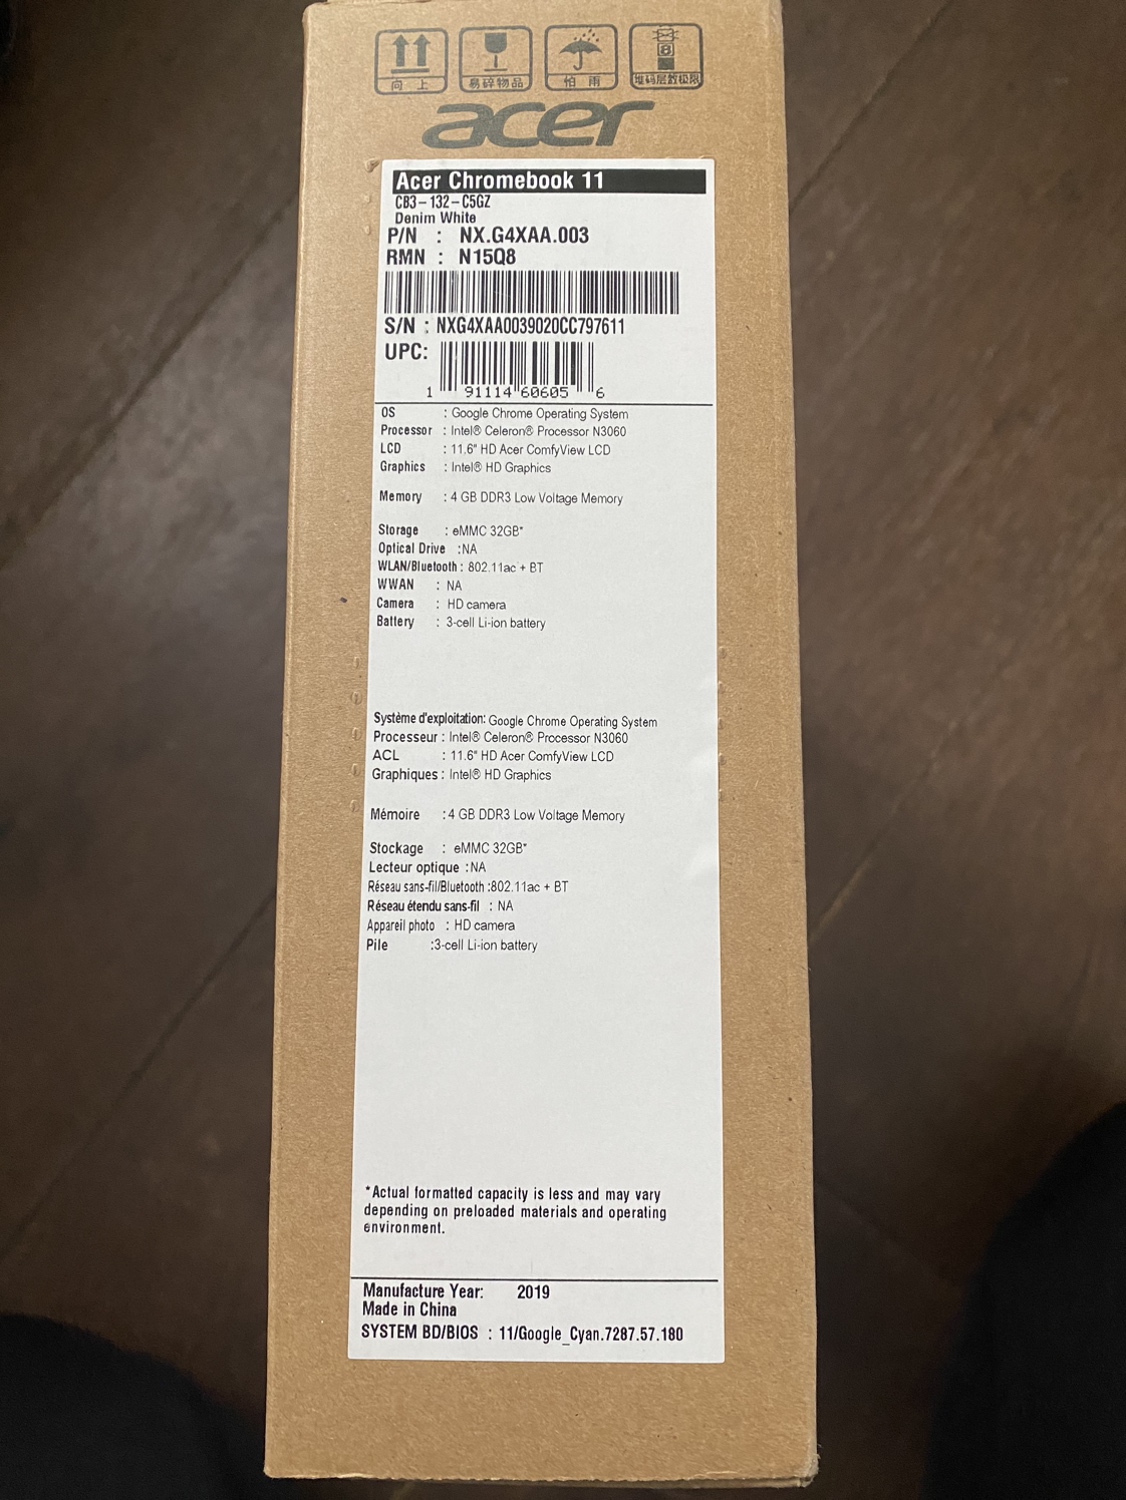 向 上
易碎物品
怕 雨
8
堆码层数极限
acer
Acer Chromebook 11
CB3-132-C5GZ
Denim White
P/N : NX.G4XAA.003
RMN : N15Q8
S/N : NXG4XAA0039020CC797611
UPC:
1 91114 60605 6
OS : Google Chrome Operating System
Processor : Intel® Celeron® Processor N3060
LCD : 11.6" HD Acer ComfyView LCD
Graphics : Intel® HD Graphics
Memory : 4 GB DDR3 Low Voltage Memory
Storage : eMMC 32GB*
Optical Drive :NA
WLAN/Bluetooth : 802.11ac + BT
WWAN : NA
Camera : HD camera
Battery : 3-cell Li-ion battery
Système d'exploitation: Google Chrome Operating System
Processeur : Intel® Celeron® Processor N3060
ACL : 11.6" HD Acer ComfyView LCD
Graphiques : Intel® HD Graphics
Mémoire :4 GB DDR3 Low Voltage Memory
Stockage : eMMC 32GB*
Lecteur optique :NA
Réseau sans-fil/Bluetooth :802.11ac + BT
Réseau étendu sans-fil : NA
Appareil photo : HD camera
Pile :3-cell Li-ion battery
*Actual formatted capacity is less and may vary
depending on preloaded materials and operating
environment.
Manufacture Year: 2019
Made in China
SYSTEM BD/BIOS : 11/Google_Cyan.7287.57.180